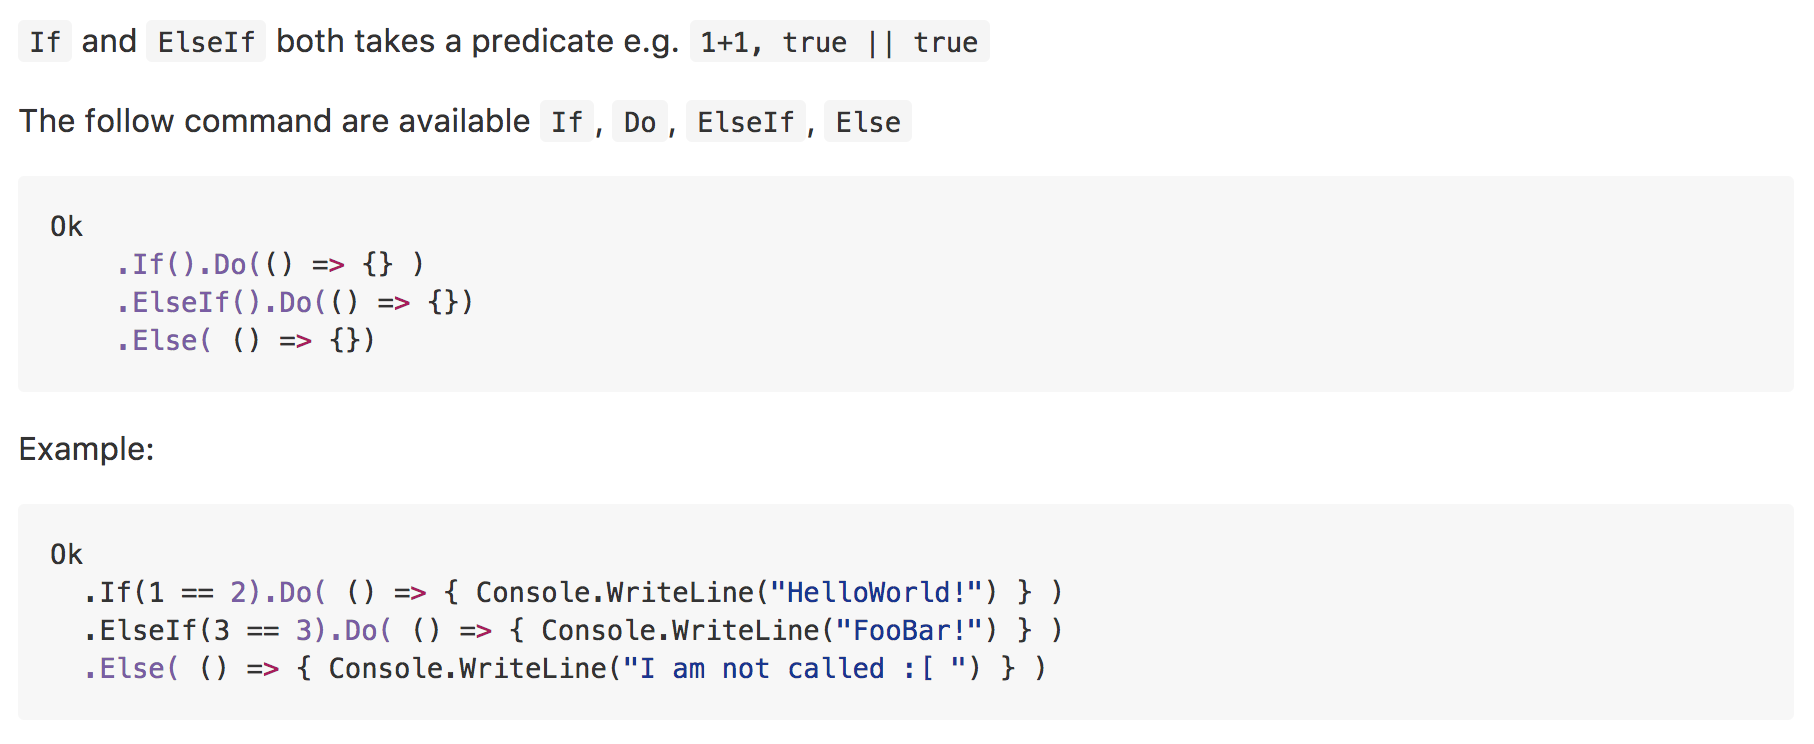 If and ElseIf both takes a predicate e.g. 1+1, true || true
The follow command are available If, Do, ElseIf, Else
Ok
.If().Do(() => {} )
.ElseIf().Do(() => {})
.Else( () => {})
Example:
Ok
.If(1 == 2).Do( () => { Console.WriteLine("HelloWorld!") } )
.ElseIf(3 == 3).Do( () => { Console.WriteLine("FooBar!") } )
.Else( () => { Console.WriteLine("I am not called :[ ") } )